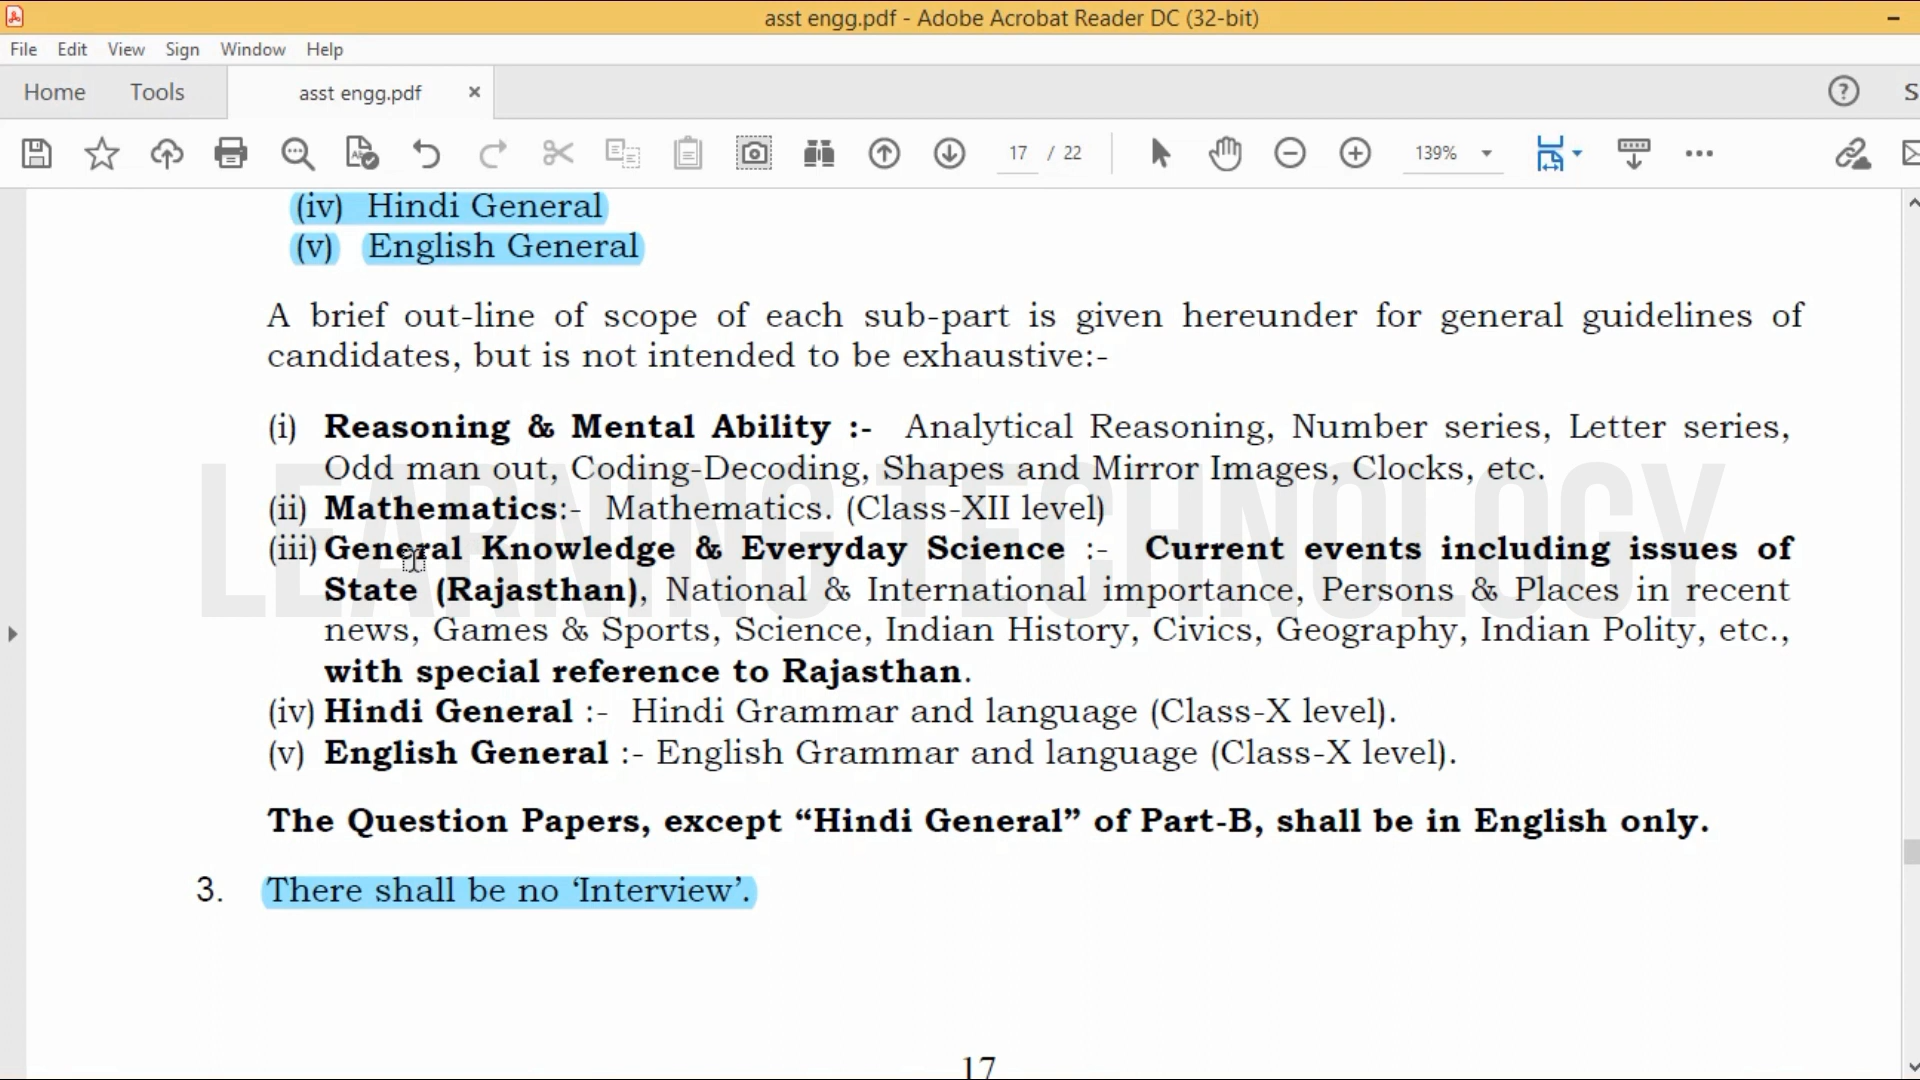 asst engg.pdf - Adobe Acrobat Reader DC (32-bit)
File Edit View Sign Window Help
Home Tools asst engg.pdf × ? S
17 / 22 139%
(iv) Hindi General
(v) English General
A brief out-line of scope of each sub-part is given hereunder for general guidelines of
candidates, but is not intended to be exhaustive:-
(i) Reasoning & Mental Ability :- Analytical Reasoning, Number series, Letter series,
Odd man out, Coding-Decoding, Shapes and Mirror Images, Clocks, etc.
(ii) Mathematics:- Mathematics. (Class-XII level)
(iii) General Knowledge & Everyday Science :- Current events including issues of
State (Rajasthan), National & International importance, Persons & Places in recent
news, Games & Sports, Science, Indian History, Civics, Geography, Indian Polity, etc.,
with special reference to Rajasthan.
(iv) Hindi General :- Hindi Grammar and language (Class-X level).
(v) English General :- English Grammar and language (Class-X level).
The Question Papers, except “Hindi General” of Part-B, shall be in English only.
3. There shall be no ‘Interview’.
17
LEARNING TECHNOLOGY